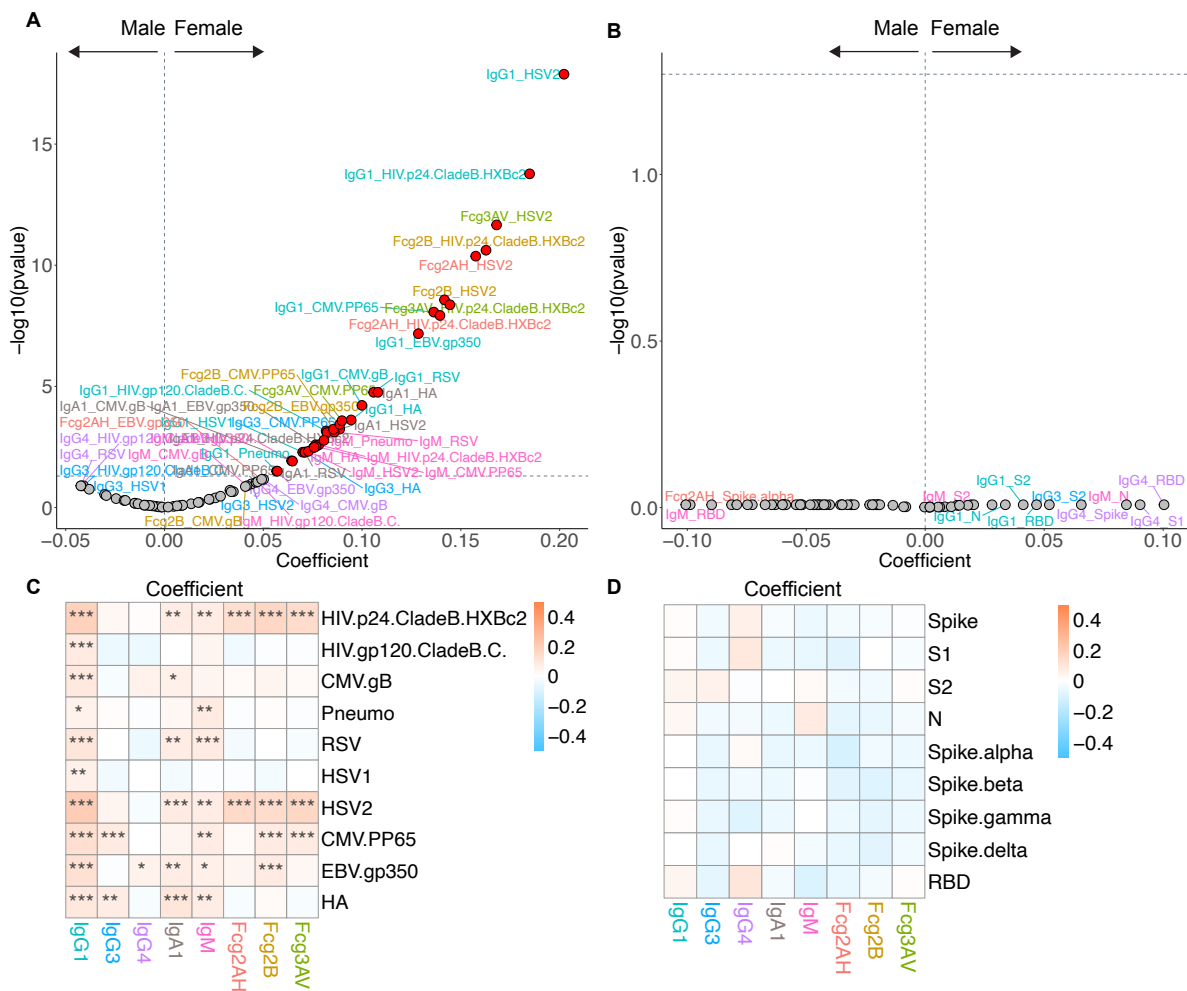 A
Male Female
IgG1_HSV2
IgG1_HIV.p24.CladeB.HXBc2
Fcg3AV_HSV2
Fcg2B_HIV.p24.CladeB.HXBc2
Fcg2AH_HSV2
Fcg2B_HSV2
IgG1_CMV.PP65
Fcg3AV_HIV.p24.CladeB.HXBc2
Fcg2AH_HIV.p24.CladeB.HXBc2
IgG1_EBV.gp350
Fcg2B_CMV.PP65
IgG1_CMV.gB
IgG1_RSV
IgG1_HIV.gp120.CladeB.C.
Fcg3AV_CMV.PP65
IgA1_HA
IgA1_CMV.gB
IgA1_EBV.gp350
Fcg2B_EBV.gp350
IgG1_HA
Fcg2AH_EBV.gp350
IgG1_HSV1
IgG3_CMV.PP65
IgA1_HSV2
IgG4_HIV.gp120.CladeB.C.
IgM_Pneumo
IgM_RSV
IgG4_RSV
IgM_CMV.gB
IgG1_Pneumo
IgM_HA
IgM_HIV.p24.CladeB.HXBc2
IgG3_HIV.gp120.CladeB.C.
IgA1_CMV.PP65
IgA1_RSV
IgM_HSV2
IgM_CMV.PP65
IgG3_HSV1
IgG4_EBV.gp350
IgG3_HA
IgG3_HSV2
IgG4_CMV.gB
Fcg2B_CMV.gB
IgM_HIV.gp120.CladeB.C.
15
10
5
0
−log10(pvalue)
−0.05 0.00 0.05 0.10 0.15 0.20
Coefficient
B
Male Female
1.0
0.5
0.0
−log10(pvalue)
Fcg2AH_Spike.alpha
IgM_RBD
IgM_S2
IgG1_S2
IgG3_S2
IgM_N
IgG4_RBD
IgG1_N
IgG1_RBD
IgG4_Spike
IgG4_S1
−0.10 −0.05 0.00 0.05 0.10
Coefficient
C
Coefficient
*** ** ** *** *** *** HIV.p24.CladeB.HXBc2
*** HIV.gp120.CladeB.C.
*** * CMV.gB
* ** Pneumo
*** ** *** RSV
** HSV1
*** *** ** *** *** *** HSV2
*** *** ** *** *** CMV.PP65
*** * ** * *** EBV.gp350
*** ** *** ** HA
IgG1 IgG3 IgG4 IgA1 IgM Fcg2AH Fcg2B Fcg3AV
0.4
0.2
0
−0.2
−0.4
D
Coefficient
Spike
S1
S2
N
Spike.alpha
Spike.beta
Spike.gamma
Spike.delta
RBD
IgG1 IgG3 IgG4 IgA1 IgM Fcg2AH Fcg2B Fcg3AV
0.4
0.2
0
−0.2
−0.4